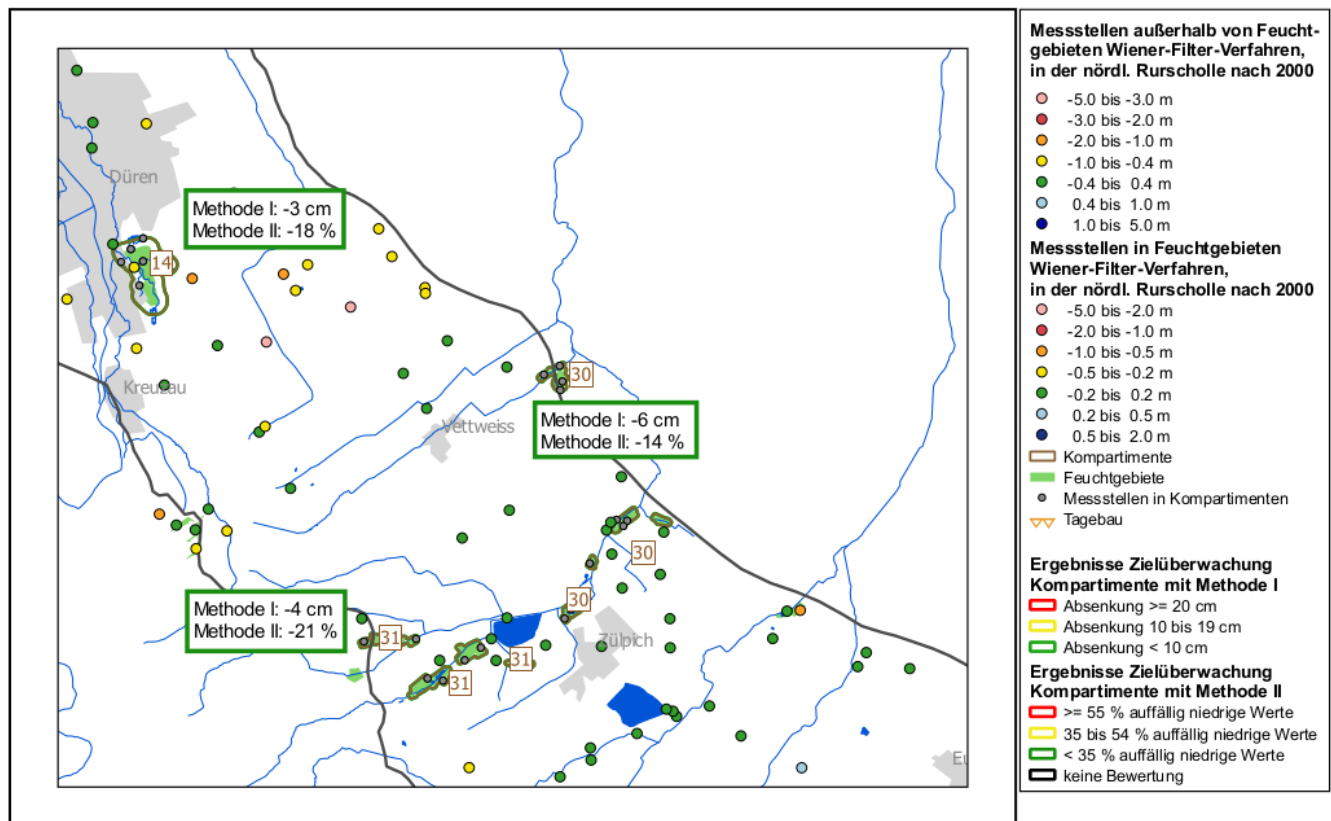 Düren
Methode I: -3 cm
Methode II: -18 %
14
Kreuzau
30
Vettweiss
Methode I: -6 cm
Methode II: -14 %
30
Methode I: -4 cm
Methode II: -21 %
30
31
Zülpich
31
31
Eu
Messstellen außerhalb von Feucht-
gebieten Wiener-Filter-Verfahren,
in der nördl. Rurscholle nach 2000
-5.0 bis -3.0 m
-3.0 bis -2.0 m
-2.0 bis -1.0 m
-1.0 bis -0.4 m
-0.4 bis 0.4 m
0.4 bis 1.0 m
1.0 bis 5.0 m
Messstellen in Feuchtgebieten
Wiener-Filter-Verfahren,
in der nördl. Rurscholle nach 2000
-5.0 bis -2.0 m
-2.0 bis -1.0 m
-1.0 bis -0.5 m
-0.5 bis -0.2 m
-0.2 bis 0.2 m
0.2 bis 0.5 m
0.5 bis 2.0 m
Kompartimente
Feuchtgebiete
Messstellen in Kompartimenten
Tagebau
Ergebnisse Zielüberwachung
Kompartimente mit Methode I
Absenkung >= 20 cm
Absenkung 10 bis 19 cm
Absenkung < 10 cm
Ergebnisse Zielüberwachung
Kompartimente mit Methode II
>= 55 % auffällig niedrige Werte
35 bis 54 % auffällig niedrige Werte
< 35 % auffällig niedrige Werte
keine Bewertung